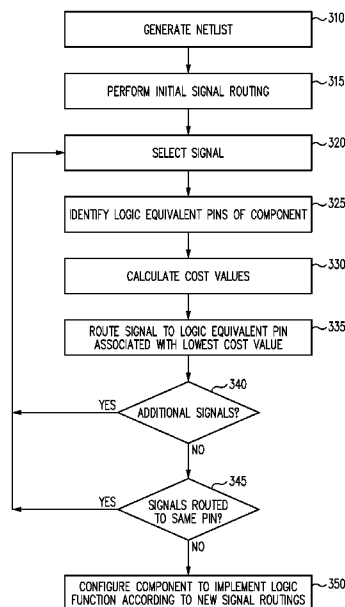 GENERATE NETLIST
310
PERFORM INITIAL SIGNAL ROUTING
315
SELECT SIGNAL
320
IDENTIFY LOGIC EQUIVALENT PINS OF COMPONENT
325
CALCULATE COST VALUES
330
ROUTE SIGNAL TO LOGIC EQUIVALENT PIN
ASSOCIATED WITH LOWEST COST VALUE
335
340
YES
ADDITIONAL SIGNALS?
NO
345
YES
SIGNALS ROUTED
TO SAME PIN?
NO
CONFIGURE COMPONENT TO IMPLEMENT LOGIC
FUNCTION ACCORDING TO NEW SIGNAL ROUTINGS
350